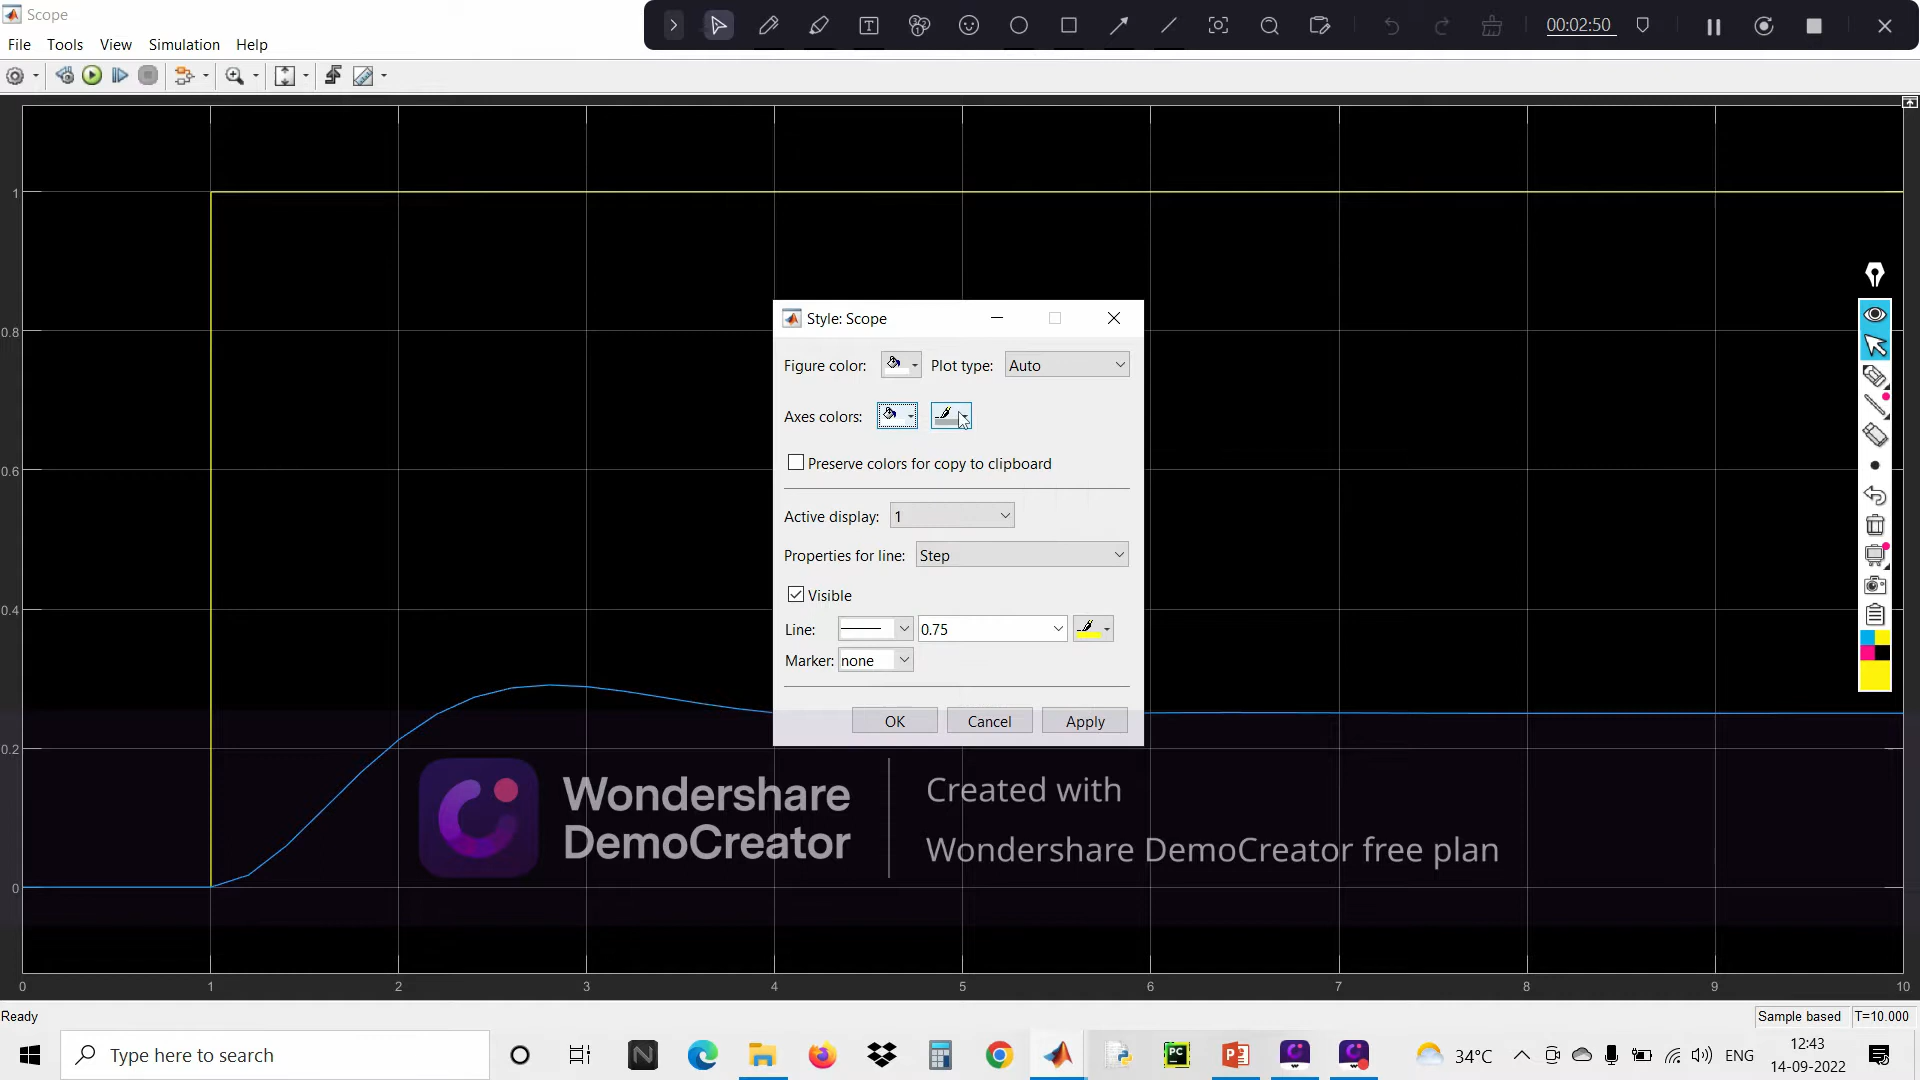 Scope
00:02:50
File Tools View Simulation Help
1
0.8
0.6
0.4
0.2
0
0 1 2 3 4 5 6 7 8 9 10
Style: Scope
Figure color: Plot type: Auto
Axes colors:
Preserve colors for copy to clipboard
Active display: 1
Properties for line: Step
Visible
Line: 0.75
Marker: none
OK Cancel Apply
Wondershare
DemoCreator
Created with
Wondershare DemoCreator free plan
Ready
Sample based T=10.000
Type here to search
PC
34°C
ENG
12:43
14-09-2022